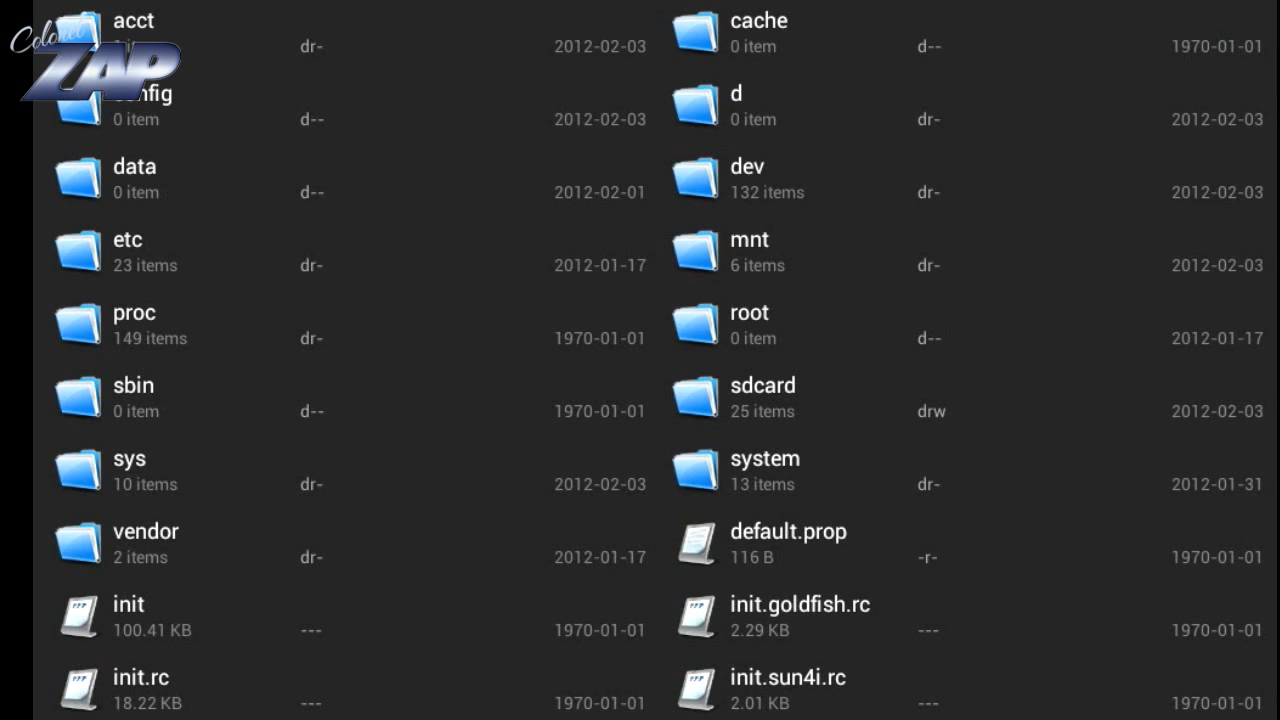 Colonel
ZAP
acct
dr-
2012-02-03
cache
0 item
d--
1970-01-01
config
0 item
d--
2012-02-03
d
0 item
dr-
2012-02-03
data
0 item
d--
2012-02-01
dev
132 items
dr-
2012-02-03
etc
23 items
dr-
2012-01-17
mnt
6 items
dr-
2012-02-03
proc
149 items
dr-
1970-01-01
root
0 item
d--
2012-01-17
sbin
0 item
d--
1970-01-01
sdcard
25 items
drw
2012-02-03
sys
10 items
dr-
2012-02-03
system
13 items
dr-
2012-01-31
vendor
2 items
dr-
2012-01-17
default.prop
116 B
-r-
1970-01-01
init
100.41 KB
---
1970-01-01
init.goldfish.rc
2.29 KB
---
1970-01-01
init.rc
18.22 KB
---
1970-01-01
init.sun4i.rc
2.01 KB
---
1970-01-01